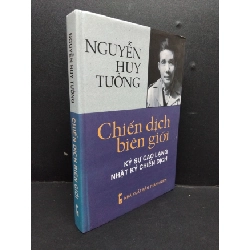 NGUYỄN
HUY
TƯỞNG
Chiến dịch
biên giới
KÝ SỰ CAO LẠNG
NHẬT KÝ CHIẾN DỊCH
NGUYỄN HUY TƯỞNG
CHIẾN DỊCH BIÊN GIỚI